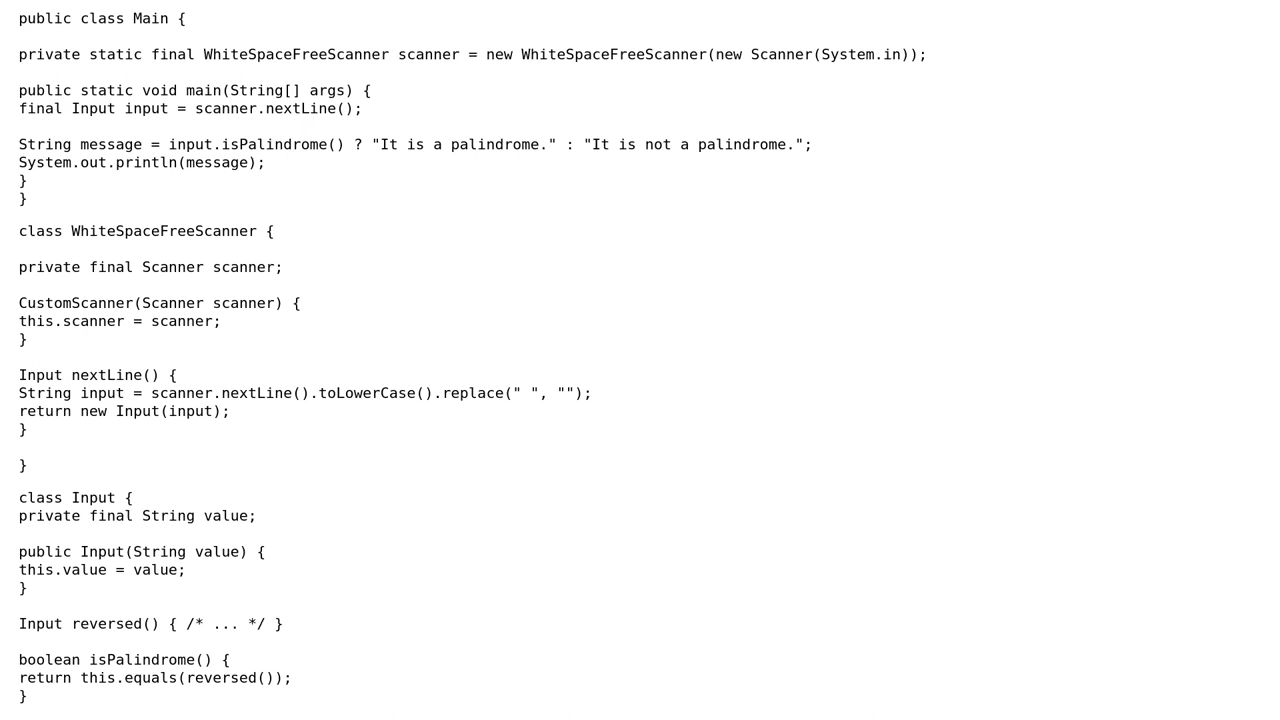 public class Main {
private static final WhiteSpaceFreeScanner scanner = new WhiteSpaceFreeScanner(new Scanner(System.in));
public static void main(String[] args) {
final Input input = scanner.nextLine();
String message = input.isPalindrome() ? "It is a palindrome." : "It is not a palindrome.";
System.out.println(message);
}
}
class WhiteSpaceFreeScanner {
private final Scanner scanner;
CustomScanner(Scanner scanner) {
this.scanner = scanner;
}
Input nextLine() {
String input = scanner.nextLine().toLowerCase().replace(" ", "");
return new Input(input);
}
}
class Input {
private final String value;
public Input(String value) {
this.value = value;
}
Input reversed() { /* ... */ }
boolean isPalindrome() {
return this.equals(reversed());
}